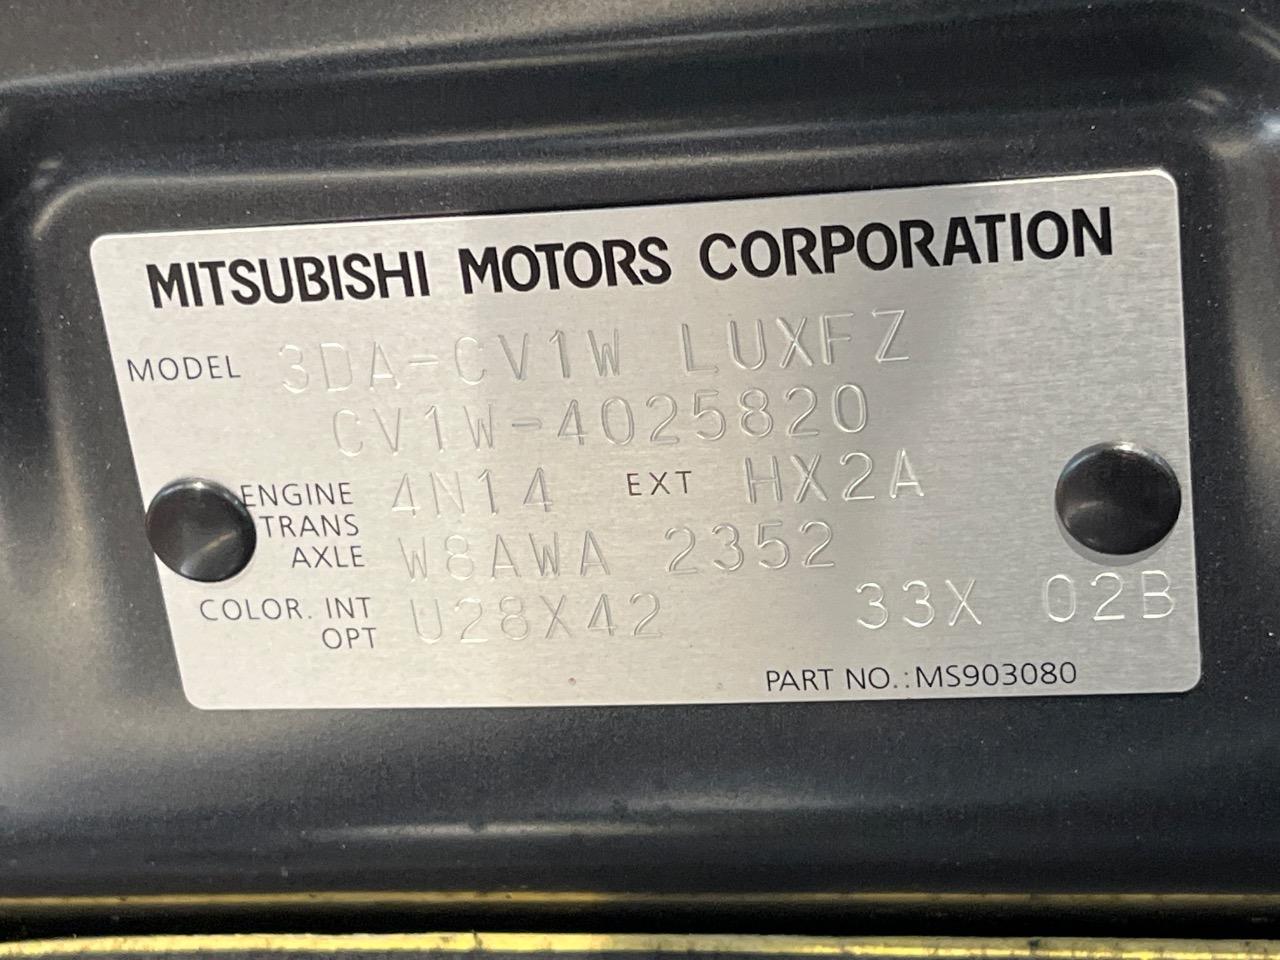 MITSUBISHI MOTORS CORPORATION
MODEL 3DA-CV1W LUXFZ
CV1W-4025820
ENGINE 4N14 EXT HX2A
TRANS
AXLE W8AWA 2352
COLOR. INT
OPT U28X42 33X 02B
PART NO.:MS903080